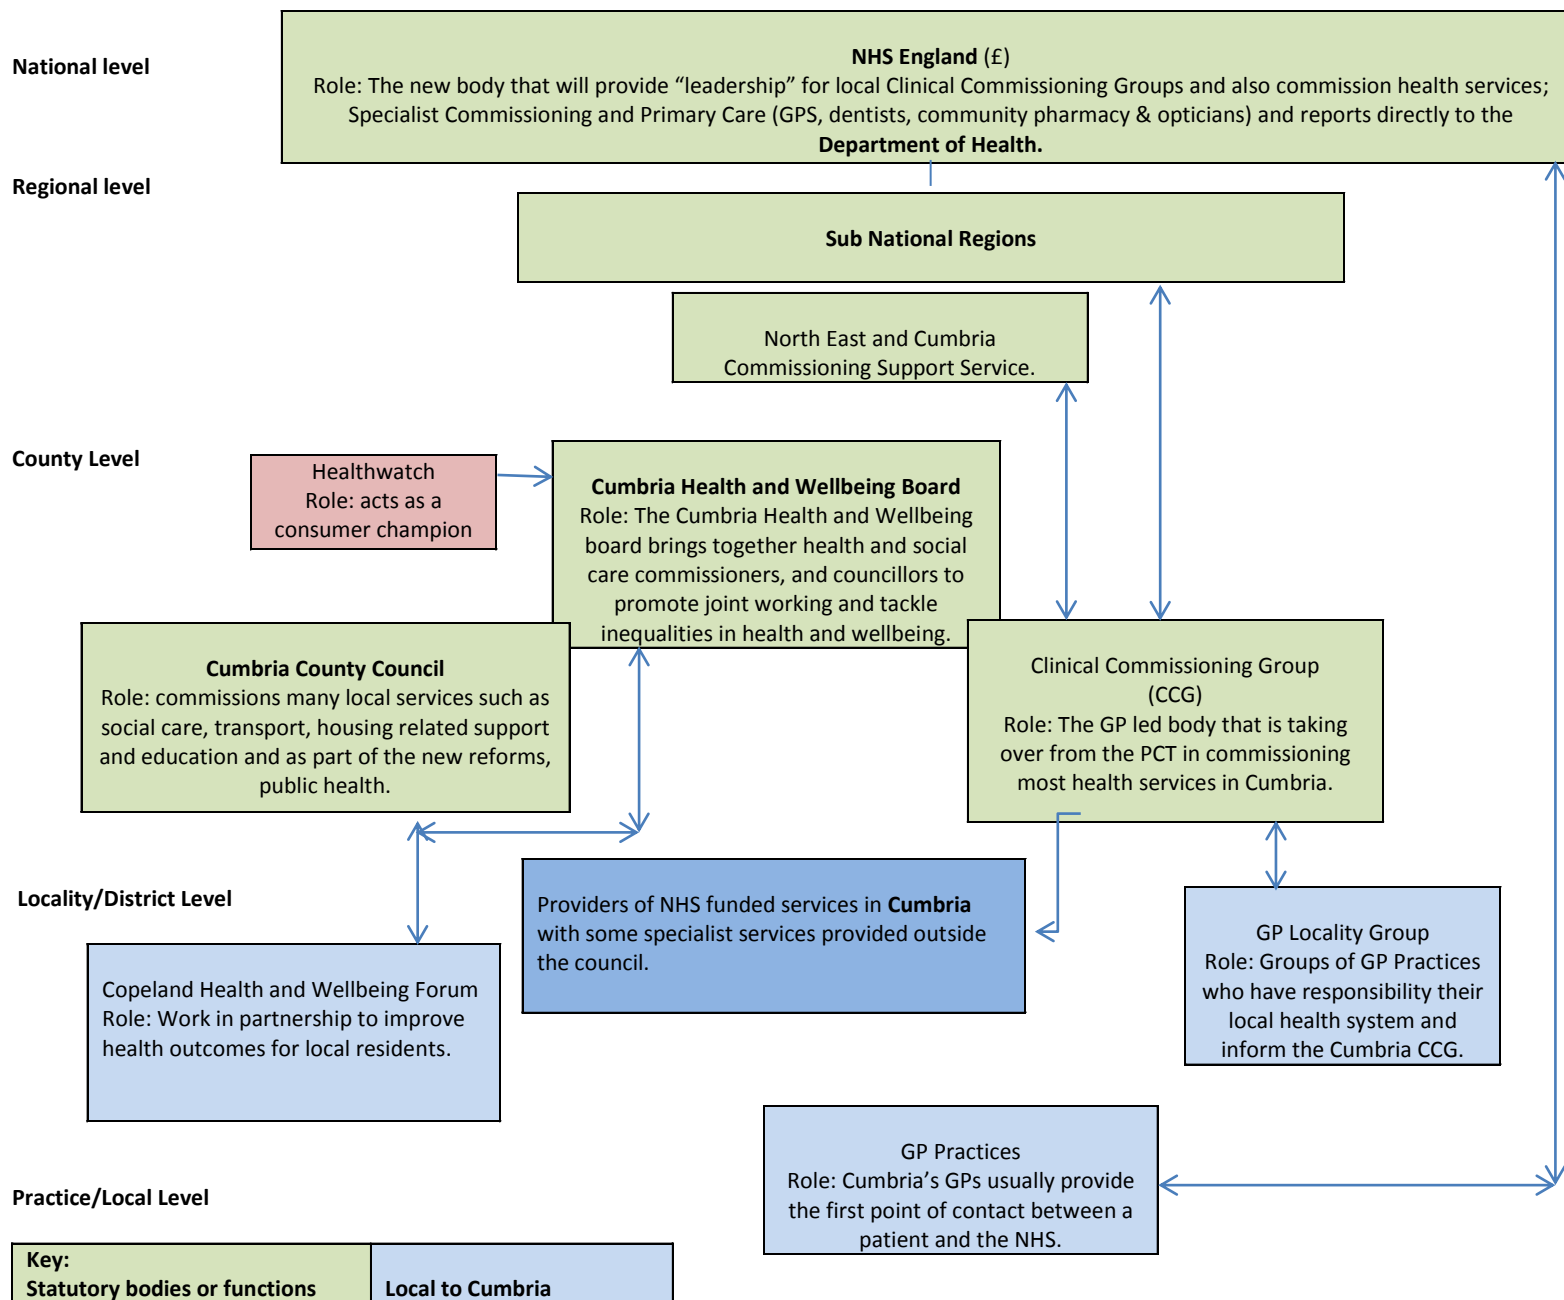 National level
NHS England (£)
Role: The new body that will provide “leadership” for local Clinical Commissioning Groups and also commission health services;
Specialist Commissioning and Primary Care (GPS, dentists, community pharmacy & opticians) and reports directly to the
Department of Health.
Regional level
Sub National Regions
North East and Cumbria
Commissioning Support Service.
County Level
Healthwatch
Role: acts as a
consumer champion
Cumbria Health and Wellbeing Board
Role: The Cumbria Health and Wellbeing
board brings together health and social
care commissioners, and councillors to
promote joint working and tackle
inequalities in health and wellbeing.
Cumbria County Council
Role: commissions many local services such as
social care, transport, housing related support
and education and as part of the new reforms,
public health.
Clinical Commissioning Group
(CCG)
Role: The GP led body that is taking
over from the PCT in commissioning
most health services in Cumbria.
Locality/District Level
Providers of NHS funded services in Cumbria
with some specialist services provided outside
the council.
GP Locality Group
Role: Groups of GP Practices
who have responsibility their
local health system and
inform the Cumbria CCG.
Copeland Health and Wellbeing Forum
Role: Work in partnership to improve
health outcomes for local residents.
GP Practices
Role: Cumbria’s GPs usually provide
the first point of contact between a
patient and the NHS.
Practice/Local Level
Key:
Statutory bodies or functions
Local to Cumbria